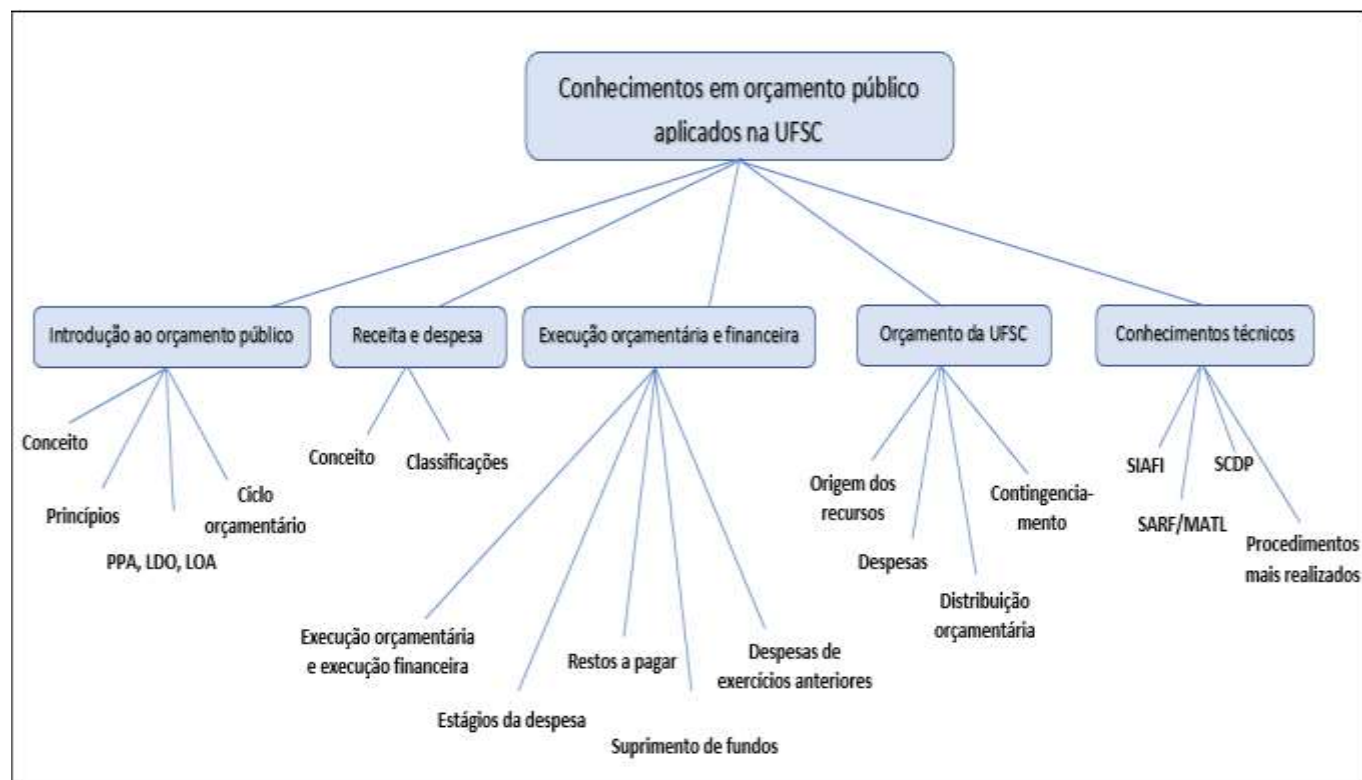 Conhecimentos em orçamento público
aplicados na UFSC
Introdução ao orçamento público
Receita e despesa
Execução orçamentária e financeira
Orçamento da UFSC
Conhecimentos técnicos
Conceito
Princípios
PPA, LDO, LOA
Ciclo
orçamentário
Conceito
Classificações
Execução orçamentária
e execução financeira
Estágios da despesa
Restos a pagar
Suprimento de fundos
Despesas de
exercícios anteriores
Origem dos
recursos
Despesas
Distribuição
orçamentária
Contingencia-
mento
SIAFI
SARF/MATL
SCDP
Procedimentos
mais realizados